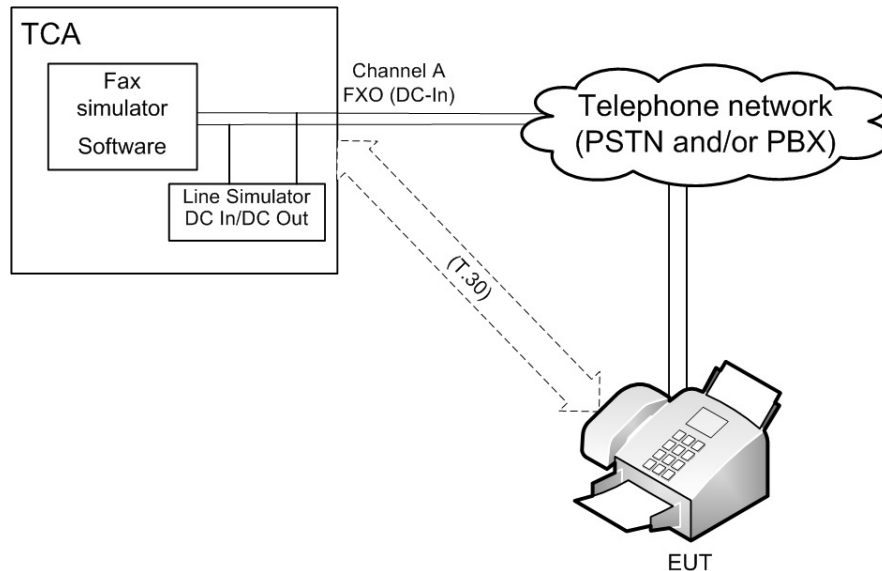 TCA
Fax
simulator
Software
Line Simulator
DC In/DC Out
Channel A
FXO (DC-In)
Telephone network
(PSTN and/or PBX)
(T.30)
EUT